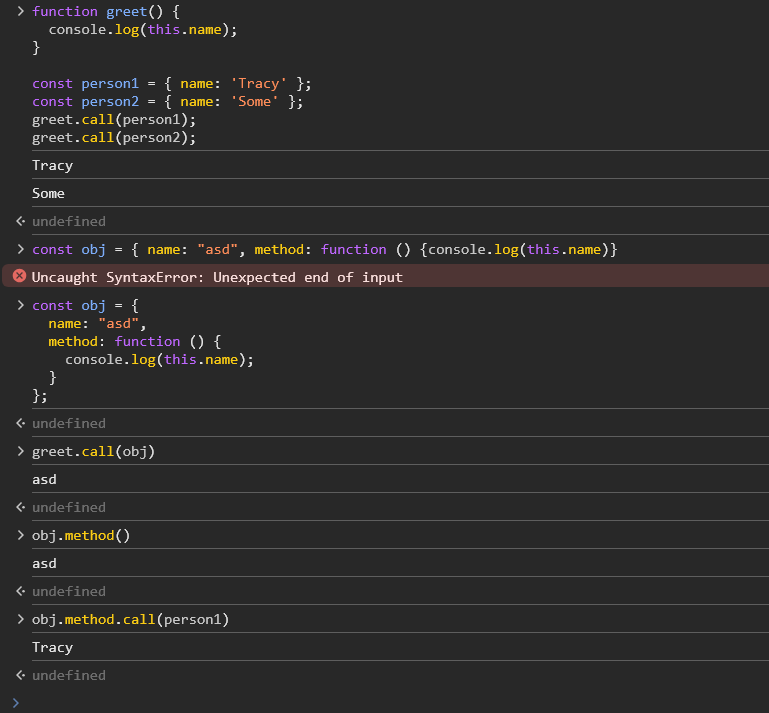 > function greet() {
  console.log(this.name);
}

const person1 = { name: 'Tracy' };
const person2 = { name: 'Some' };
greet.call(person1);
greet.call(person2);
Tracy
Some
undefined
> const obj = { name: "asd", method: function () {console.log(this.name)}
Uncaught SyntaxError: Unexpected end of input
> const obj = {
  name: "asd",
  method: function () {
    console.log(this.name);
  }
};
undefined
> greet.call(obj)
asd
undefined
> obj.method()
asd
undefined
> obj.method.call(person1)
Tracy
undefined
>